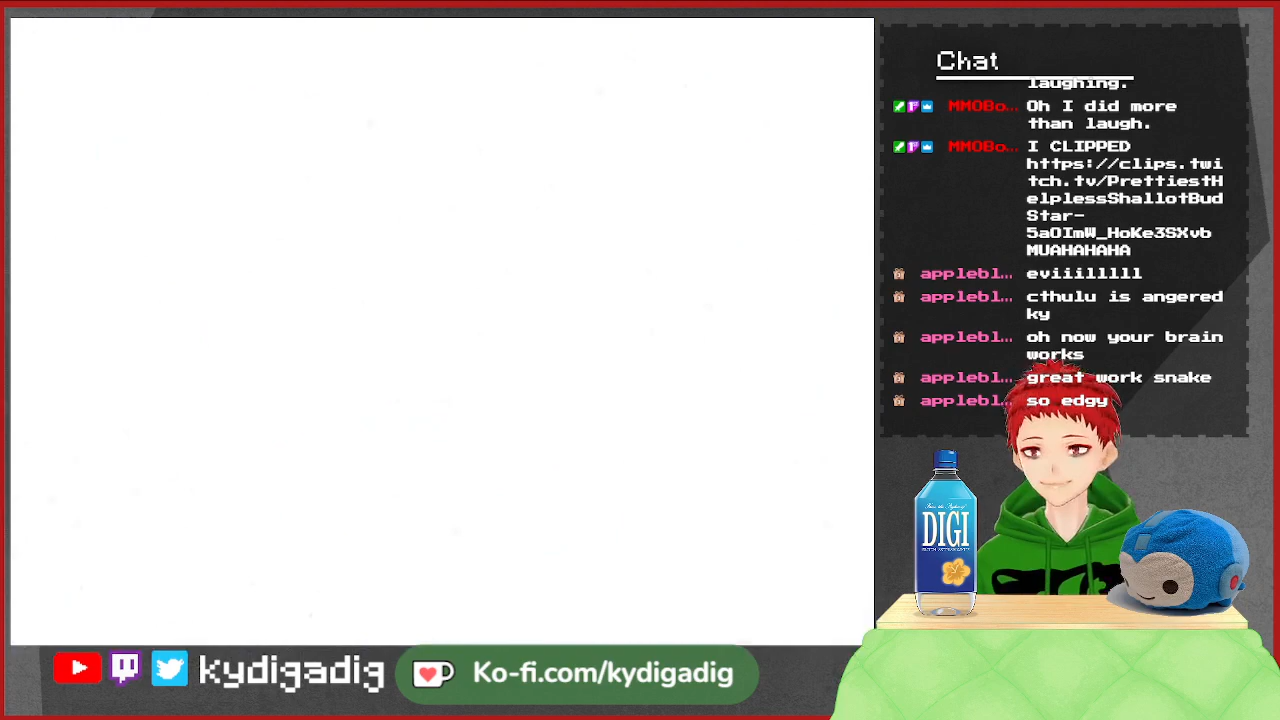 Chat
laughing.
MMOBo... Oh I did more
than laugh.
MMOBo... I CLIPPED
https://clips.twi
tch.tv/PrettiestH
elplessShallotBud
Star-
5aOImW_HoKe3SXvb
MUAHAHAHA
applebl... eviiilllll
applebl... cthulu is angered
ky
applebl... oh now your brain
works
applebl... great work snake
applebl... so edgy
DIGI
kydigadig
Ko-fi.com/kydigadig